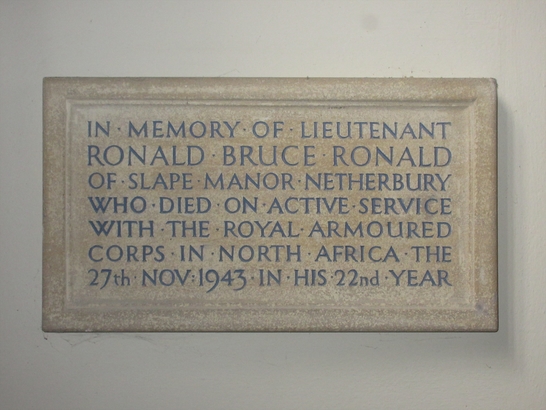 IN · MEMORY · OF · LIEUTENANT
RONALD · BRUCE · RONALD
OF · SLAPE · MANOR · NETHERBURY
WHO · DIED · ON · ACTIVE · SERVICE
WITH · THE · ROYAL · ARMOURED
CORPS · IN · NORTH · AFRICA · THE
27th · NOV: 1943 · IN · HIS · 22nd · YEAR